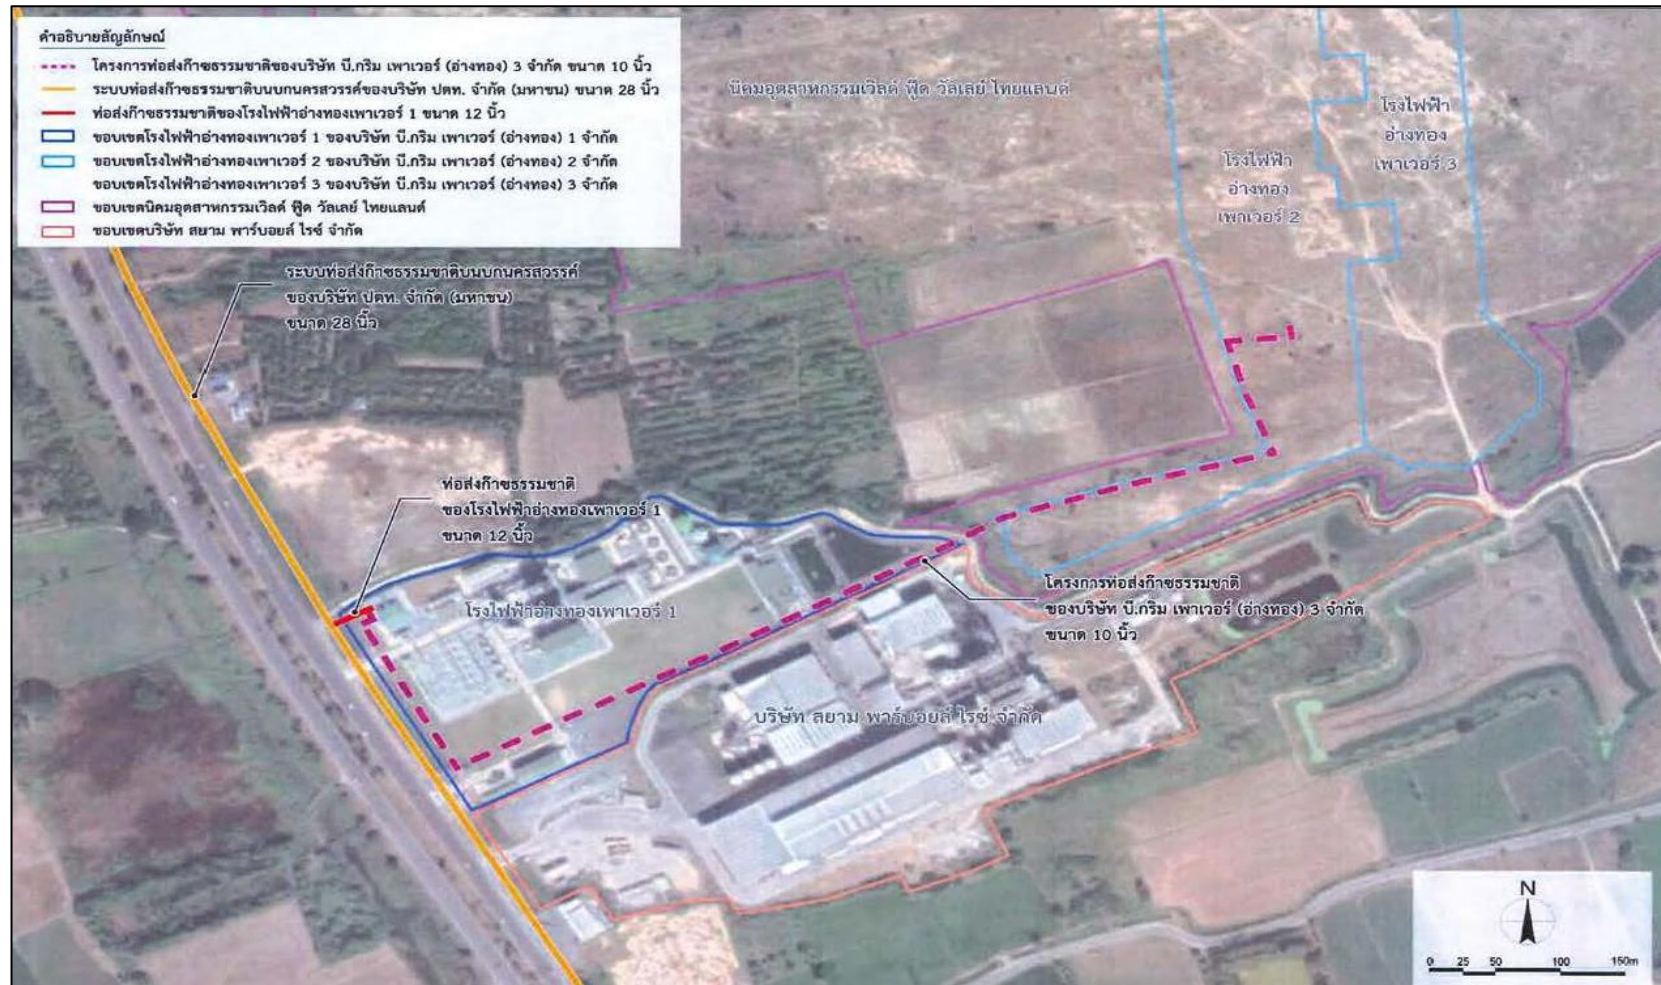 คำอธิบายสัญลักษณ์
โครงการท่อส่งก๊าซธรรมชาติของบริษัท บี.กริม เพาเวอร์ (อ่างทอง) 3 จำกัด ขนาด 10 นิ้ว
ระบบท่อส่งก๊าซธรรมชาติบนบกนครสวรรค์ของบริษัท ปตท. จำกัด (มหาชน) ขนาด 28 นิ้ว
ท่อส่งก๊าซธรรมชาติของโรงไฟฟ้าอ่างทองเพาเวอร์ 1 ขนาด 12 นิ้ว
ขอบเขตโรงไฟฟ้าอ่างทองเพาเวอร์ 1 ของบริษัท บี.กริม เพาเวอร์ (อ่างทอง) 1 จำกัด
ขอบเขตโรงไฟฟ้าอ่างทองเพาเวอร์ 2 ของบริษัท บี.กริม เพาเวอร์ (อ่างทอง) 2 จำกัด
ขอบเขตโรงไฟฟ้าอ่างทองเพาเวอร์ 3 ของบริษัท บี.กริม เพาเวอร์ (อ่างทอง) 3 จำกัด
ขอบเขตนิคมอุตสาหกรรมเวิลด์ ฟู้ด วัลเลย์ ไทยแลนด์
ขอบเขตบริษัท สยาม พาร์บอยล์ ไรซ์ จำกัด
นิคมอุตสาหกรรมเวิลด์ ฟู้ด วัลเลย์ ไทยแลนด์
โรงไฟฟ้า
อ่างทอง
เพาเวอร์ 3
โรงไฟฟ้า
อ่างทอง
เพาเวอร์ 2
ระบบท่อส่งก๊าซธรรมชาติบนบกนครสวรรค์
ของบริษัท ปตท. จำกัด (มหาชน)
ขนาด 28 นิ้ว
ท่อส่งก๊าซธรรมชาติ
ของโรงไฟฟ้าอ่างทองเพาเวอร์ 1
ขนาด 12 นิ้ว
โรงไฟฟ้าอ่างทองเพาเวอร์ 1
โครงการท่อส่งก๊าซธรรมชาติ
ของบริษัท บี.กริม เพาเวอร์ (อ่างทอง) 3 จำกัด
ขนาด 10 นิ้ว
บริษัท สยาม พาร์บอยล์ ไรซ์ จำกัด
N
0 25 50 100 150m